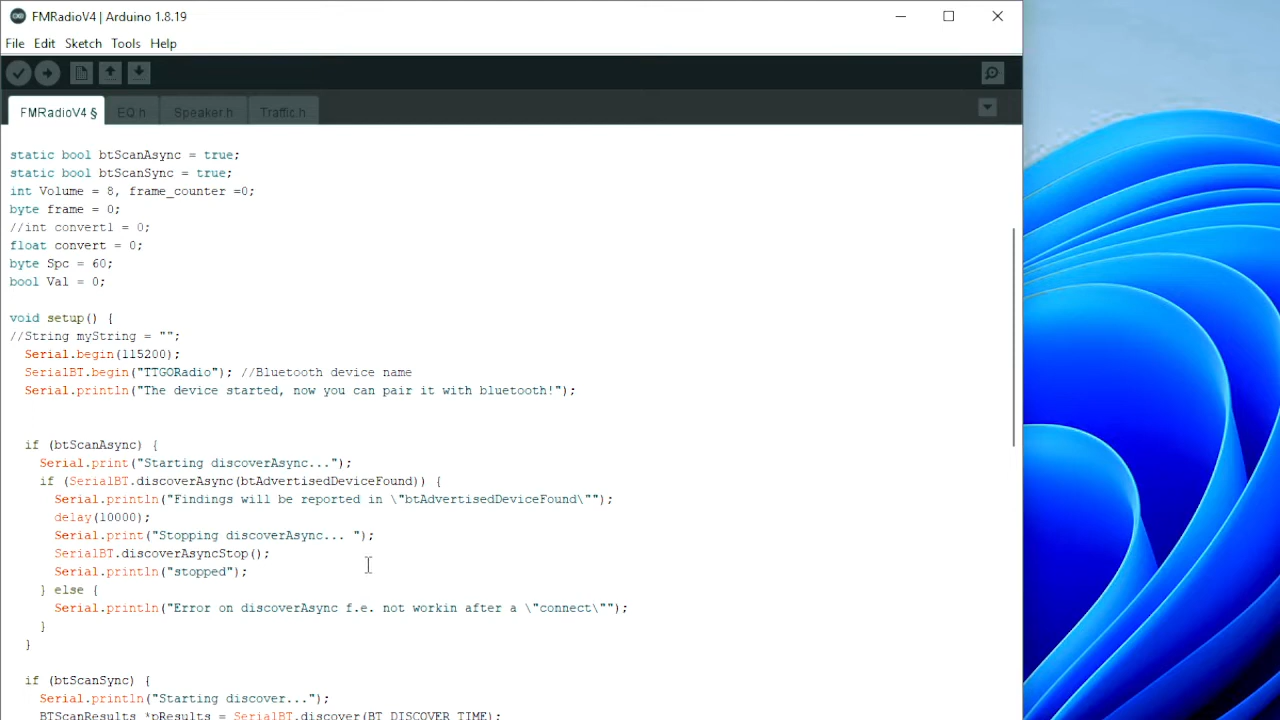 FMRadioV4 | Arduino 1.8.19
File Edit Sketch Tools Help
FMRadioV4 § EQ.h Speaker.h Traffic.h
static bool btScanAsync = true;
static bool btScanSync = true;
int Volume = 8, frame_counter =0;
byte frame = 0;
//int convert1 = 0;
float convert = 0;
byte Spc = 60;
bool Val = 0;
void setup() {
//String myString = "";
Serial.begin(115200);
SerialBT.begin("TTGORadio"); //Bluetooth device name
Serial.println("The device started, now you can pair it with bluetooth!");
if (btScanAsync) {
Serial.print("Starting discoverAsync...");
if (SerialBT.discoverAsync(btAdvertisedDeviceFound)) {
Serial.println("Findings will be reported in \"btAdvertisedDeviceFound\"");
delay(10000);
Serial.print("Stopping discoverAsync... ");
SerialBT.discoverAsyncStop();
Serial.println("stopped");
} else {
Serial.println("Error on discoverAsync f.e. not workin after a \"connect\"");
}
}
if (btScanSync) {
Serial.println("Starting discover...");
BTScanResults *pResults = SerialBT.discover(BT_DISCOVER_TIME);